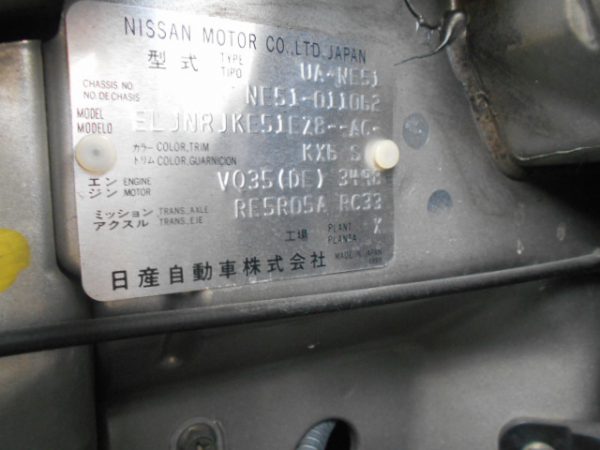 NISSAN MOTOR CO.,LTD.JAPAN
型式 TYPE TIPO UA-NE51
CHASSIS NO. NO. DE CHASIS NE51-011062
MODEL MODELO ELJNRJKE51EZ8--AC-
カラー COLOR,TRIM トリム COLOR,GUARNICION KX6 S
エンジン ENGINE MOTOR VQ35(DE) 3498
ミッション アクスル TRANS.,AXLE TRANS.,EJE RE5R05A RC33
工場 PLANT PLANTA X
MADE IN JAPAN
日産自動車株式会社